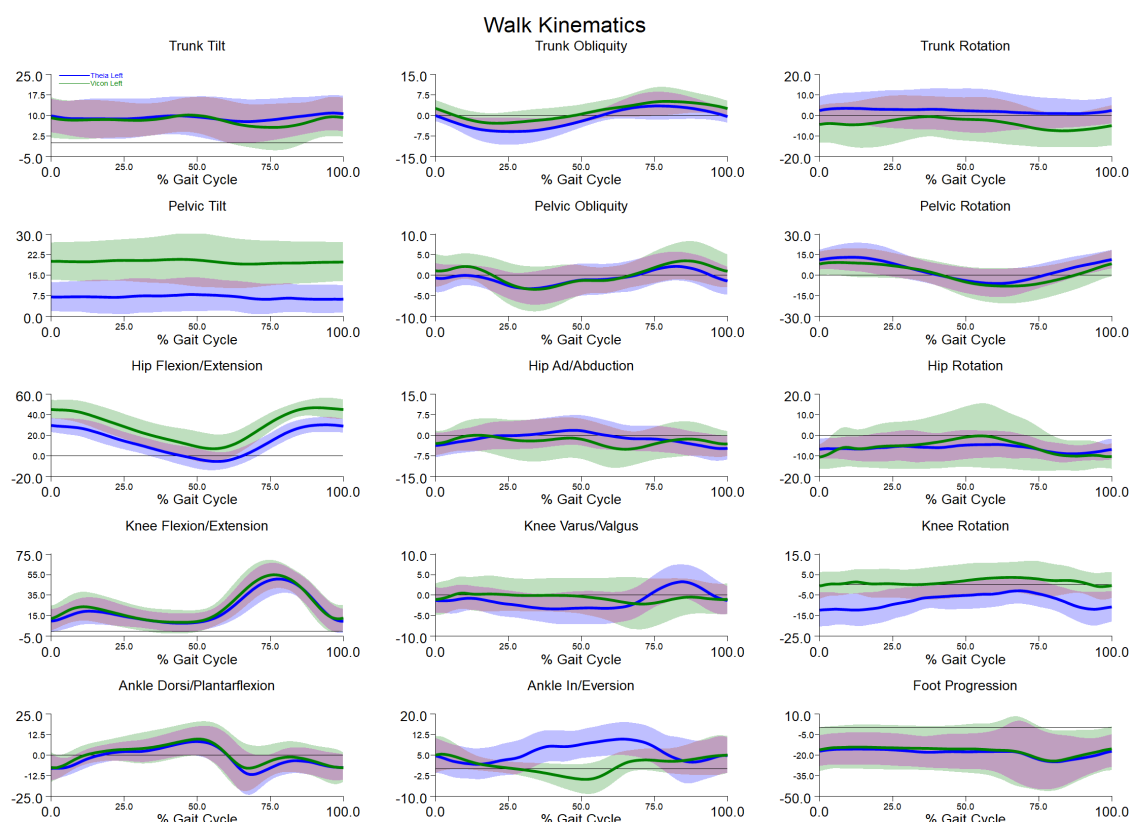 Walk Kinematics
Trunk Tilt Trunk Obliquity Trunk Rotation
25.0 17.5 10.0 2.5 -5.0
Theia Left
Vicon Left
0.0 25.0 50.0 75.0 100.0
% Gait Cycle
15.0 7.5 0.0 -7.5 -15.0
0.0 25.0 50.0 75.0 100.0
% Gait Cycle
20.0 10.0 0.0 -10.0 -20.0
0.0 25.0 50.0 75.0 100.0
% Gait Cycle
Pelvic Tilt Pelvic Obliquity Pelvic Rotation
30.0 22.5 15.0 7.5 0.0
0.0 25.0 50.0 75.0 100.0
% Gait Cycle
10.0 5.0 0.0 -5.0 -10.0
0.0 25.0 50.0 75.0 100.0
% Gait Cycle
30.0 15.0 0.0 -15.0 -30.0
0.0 25.0 50.0 75.0 100.0
% Gait Cycle
Hip Flexion/Extension Hip Ad/Abduction Hip Rotation
60.0 40.0 20.0 0.0 -20.0
0.0 25.0 50.0 75.0 100.0
% Gait Cycle
15.0 7.5 0.0 -7.5 -15.0
0.0 25.0 50.0 75.0 100.0
% Gait Cycle
20.0 10.0 0.0 -10.0 -20.0
0.0 25.0 50.0 75.0 100.0
% Gait Cycle
Knee Flexion/Extension Knee Varus/Valgus Knee Rotation
75.0 55.0 35.0 15.0 -5.0
0.0 25.0 50.0 75.0 100.0
% Gait Cycle
10.0 5.0 0.0 -5.0 -10.0
0.0 25.0 50.0 75.0 100.0
% Gait Cycle
15.0 5.0 -5.0 -15.0 -25.0
0.0 25.0 50.0 75.0 100.0
% Gait Cycle
Ankle Dorsi/Plantarflexion Ankle In/Eversion Foot Progression
25.0 12.5 0.0 -12.5 -25.0
0.0 25.0 50.0 75.0 100.0
% Gait Cycle
20.0 12.5 5.0 -2.5 -10.0
0.0 25.0 50.0 75.0 100.0
% Gait Cycle
10.0 -5.0 -20.0 -35.0 -50.0
0.0 25.0 50.0 75.0 100.0
% Gait Cycle